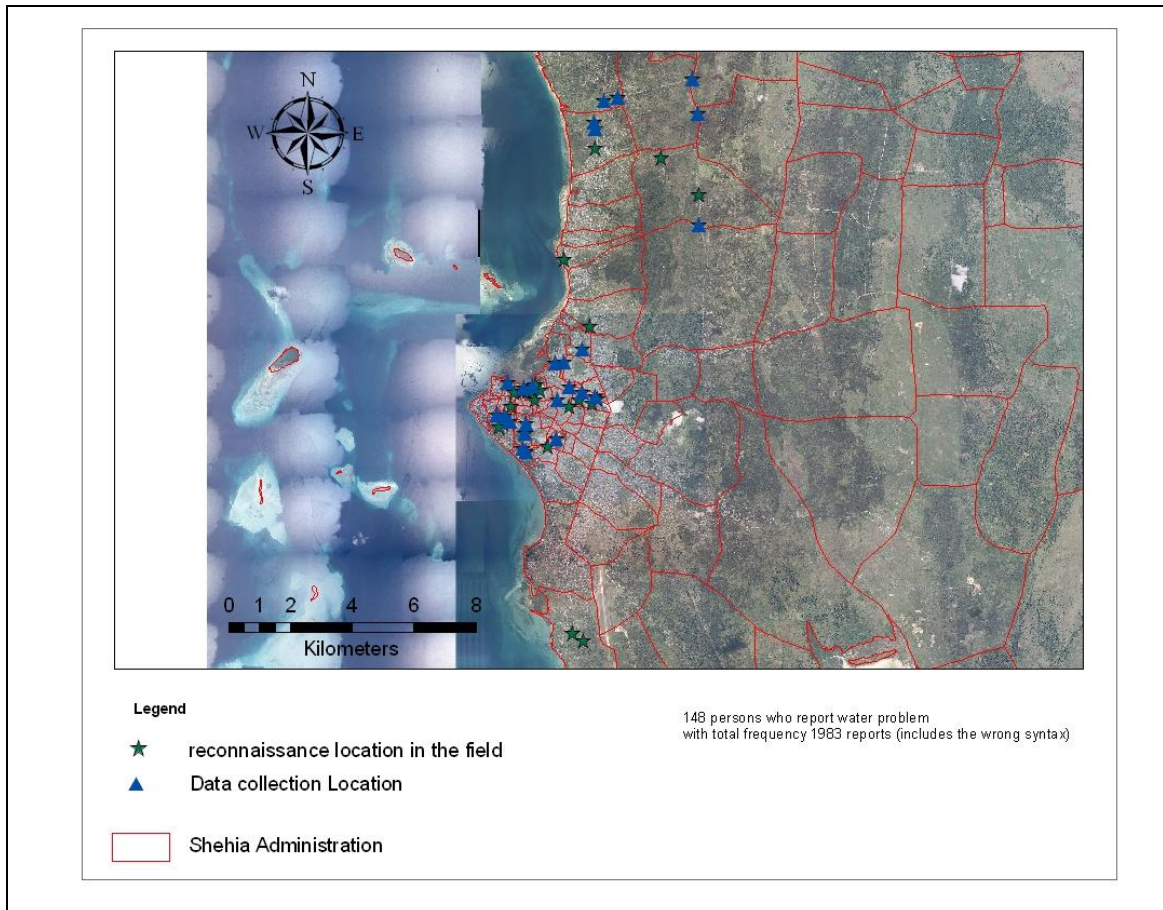 N
W E
S
0 1 2 4 6 8
Kilometers
Legend
148 persons who report water problem
with total frequency 1983 reports (includes the wrong syntax)
reconnaissance location in the field
Data collection Location
Shehia Administration